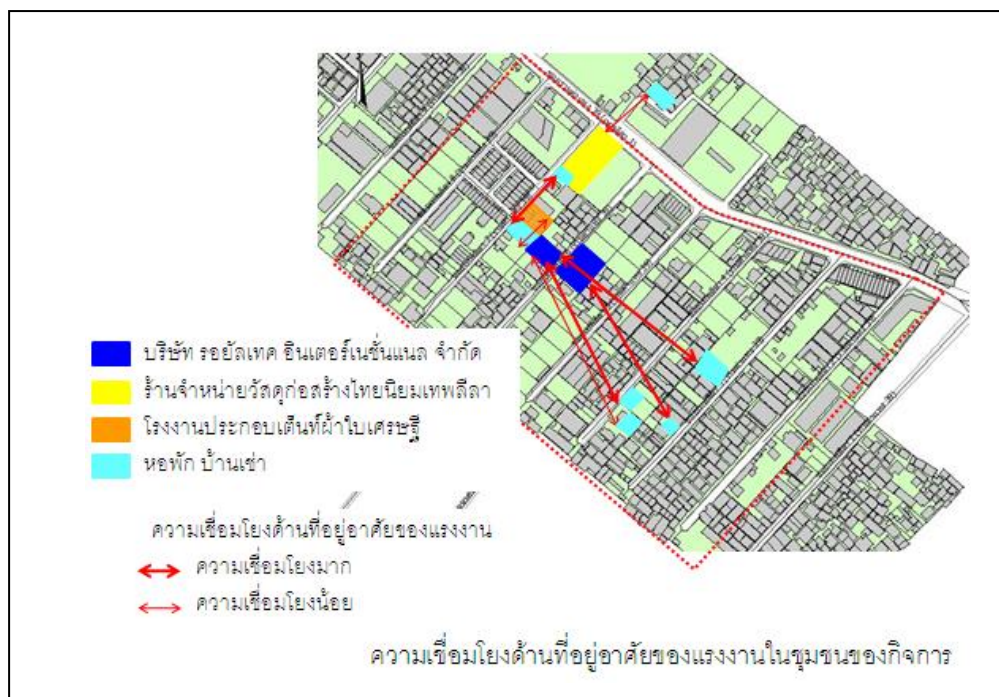 บริษัท รอยัลเทค อินเตอร์เนชั่นแนล จำกัด
ร้านจำหน่ายวัสดุก่อสร้างไทยนิยมเทพลีลา
โรงงานประกอบเต็นท์ผ้าใบเศรษฐี
หอพัก บ้านเช่า
ความเชื่อมโยงด้านที่อยู่อาศัยของแรงงาน
ความเชื่อมโยงมาก
ความเชื่อมโยงน้อย
ความเชื่อมโยงด้านที่อยู่อาศัยของแรงงานในชุมชนของกิจการ